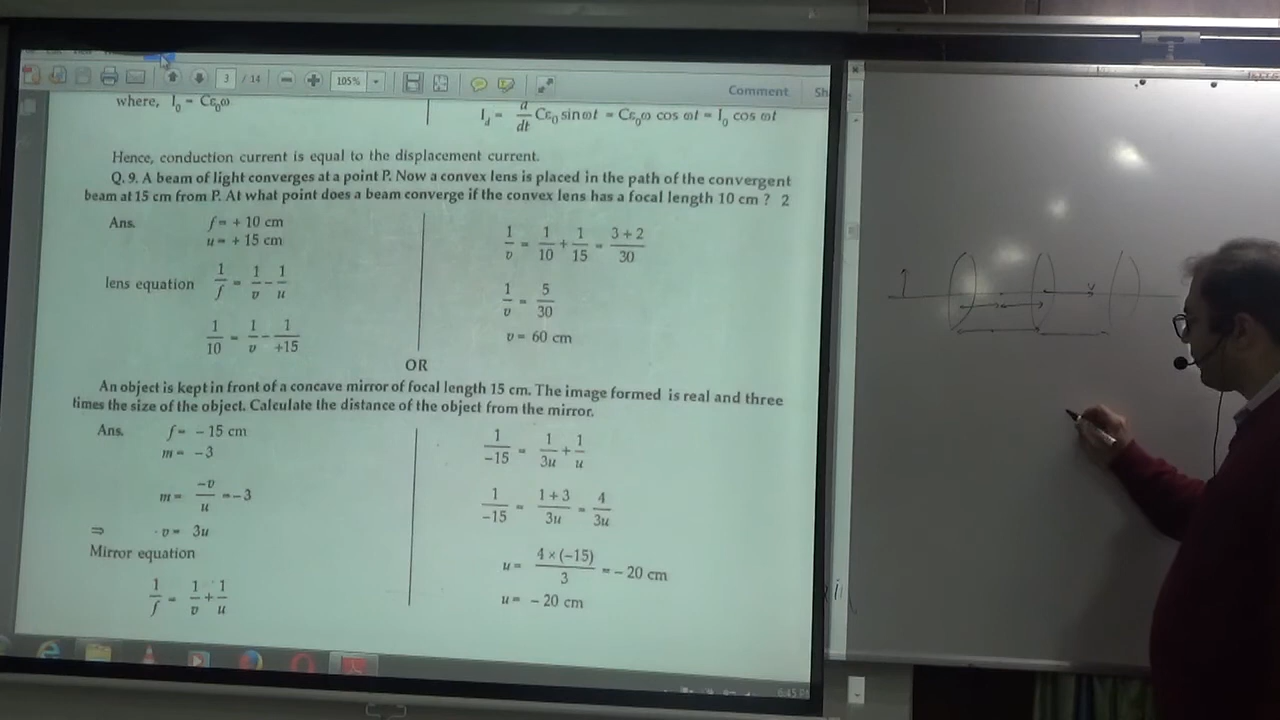 3 / 14
105%
Comment
Sh
where, I₀ = Cε₀ω
I_d = d/dt Cε₀ sin ωt = Cε₀ω cos ωt = I₀ cos ωt
Hence, conduction current is equal to the displacement current.
Q. 9. A beam of light converges at a point P. Now a convex lens is placed in the path of the convergent
beam at 15 cm from P. At what point does a beam converge if the convex lens has a focal length 10 cm ? 2
Ans.
f = + 10 cm
u = + 15 cm
lens equation 1/f = 1/v - 1/u
1/10 = 1/v - 1/+15
1/v = 1/10 + 1/15 = 3 + 2/30
1/v = 5/30
v = 60 cm
OR
An object is kept in front of a concave mirror of focal length 15 cm. The image formed is real and three
times the size of the object. Calculate the distance of the object from the mirror.
Ans.
f = - 15 cm
m = -3
m = -v/u = -3
⇒ v = 3u
Mirror equation
1/f = 1/v + 1/u
1/-15 = 1/3u + 1/u
1/-15 = 1 + 3/3u = 4/3u
u = 4 × (-15)/3 = - 20 cm
u = - 20 cm